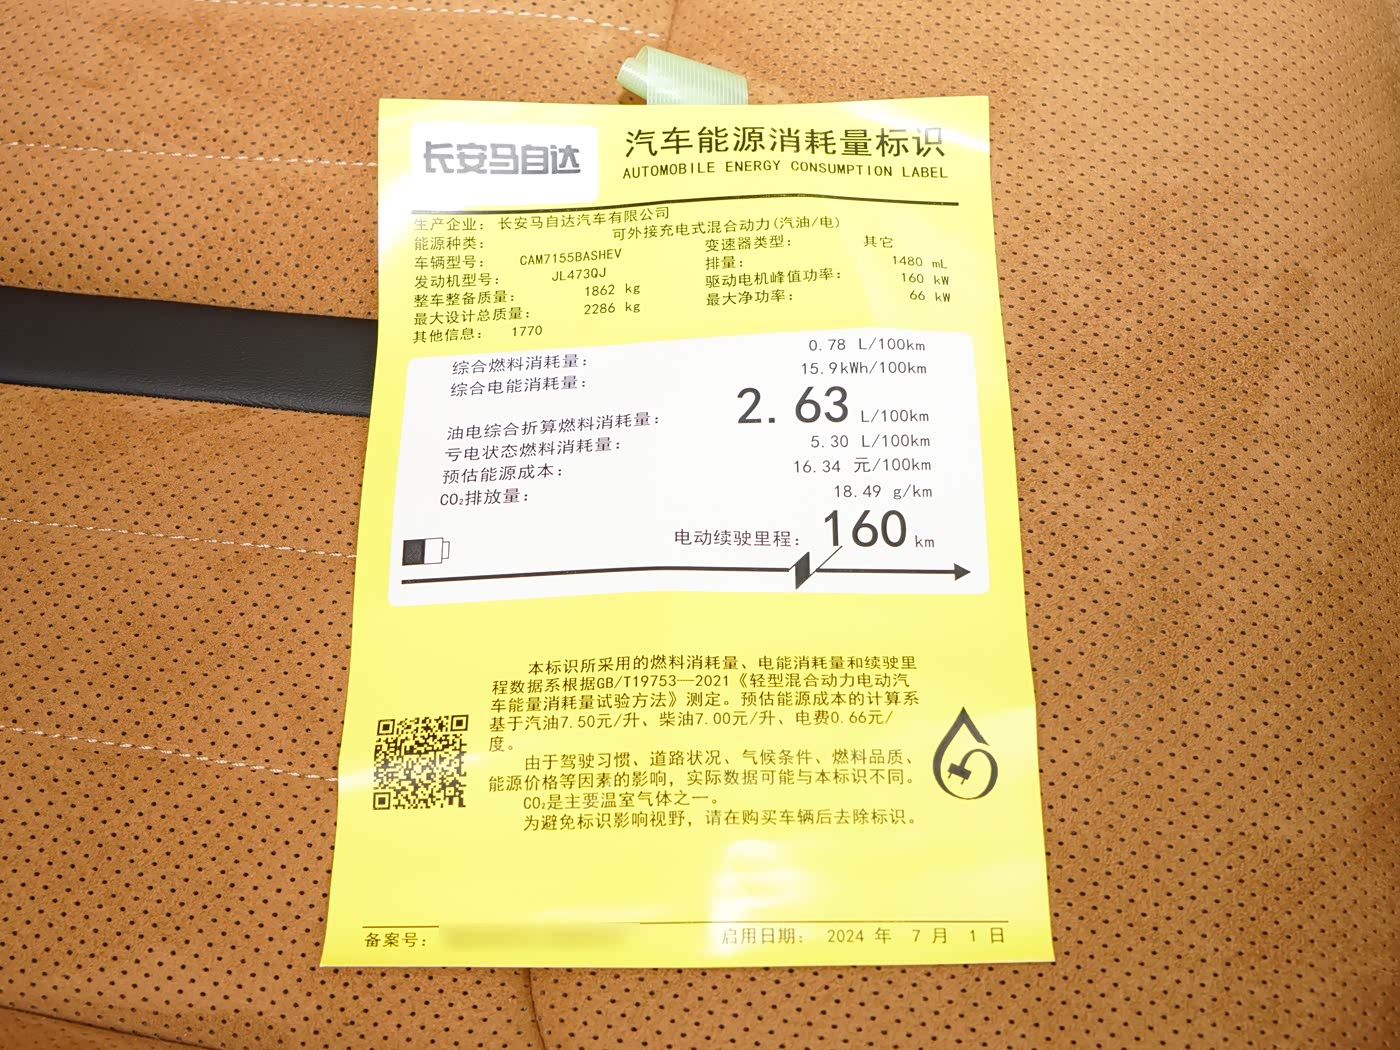 长安马自达
汽车能源消耗量标识
AUTOMOBILE ENERGY CONSUMPTION LABEL
生产企业: 长安马自达汽车有限公司
能源种类: 可外接充电式混合动力(汽油/电)
车辆型号: CAM7155BASHEV 变速器类型: 其它
发动机型号: JL473QJ 排量: 1480 mL
整车整备质量: 1862 kg 驱动电机峰值功率: 160 kW
最大设计总质量: 2286 kg 最大净功率: 66 kW
其他信息: 1770
综合燃料消耗量: 0.78 L/100km
综合电能消耗量: 15.9kWh/100km
油电综合折算燃料消耗量: 2.63 L/100km
亏电状态燃料消耗量: 5.30 L/100km
预估能源成本: 16.34 元/100km
CO₂排放量: 18.49 g/km
电动续驶里程: 160 km
本标识所采用的燃料消耗量、电能消耗量和续驶里
程数据系根据GB/T19753—2021《轻型混合动力电动汽
车能量消耗量试验方法》测定。预估能源成本的计算系
基于汽油7.50元/升、柴油7.00元/升、电费0.66元/
度。
由于驾驶习惯、道路状况、气候条件、燃料品质、
能源价格等因素的影响,实际数据可能与本标识不同。
CO₂是主要温室气体之一。
为避免标识影响视野,请在购买车辆后去除标识。
备案号:
启用日期: 2024 年 7 月 1 日